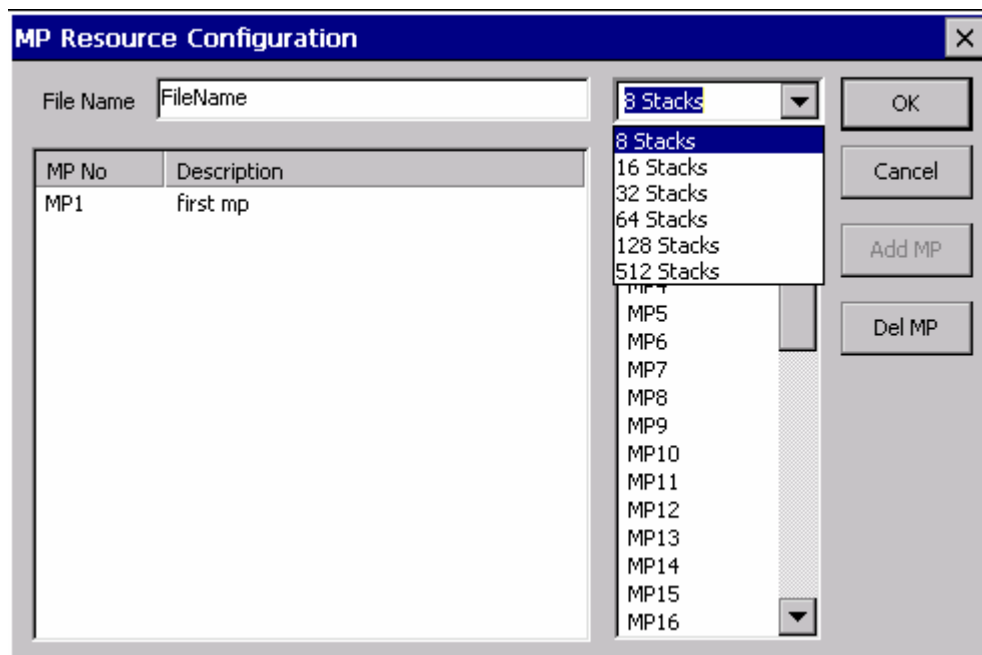 MP Resource Configuration
File Name FileName
8 Stacks
OK
8 Stacks
16 Stacks
32 Stacks
64 Stacks
128 Stacks
512 Stacks
Cancel
Add MP
Del MP
MP No Description
MP1 first mp
MP4
MP5
MP6
MP7
MP8
MP9
MP10
MP11
MP12
MP13
MP14
MP15
MP16